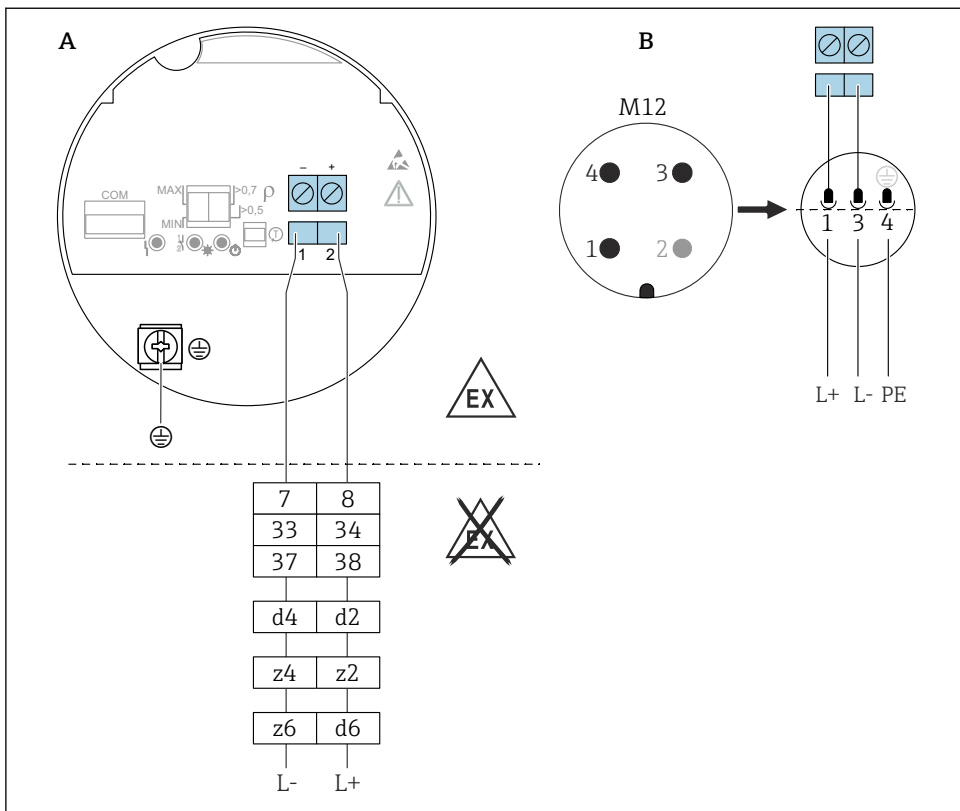 A
B
M12
4 3
1 2
1 3 4
L+ L- PE
- +
COM
MAX >0,7 ρ
MIN >0,5
T
1 2
EX
7 8
33 34
37 38
EX
d4 d2
z4 z2
z6 d6
L- L+